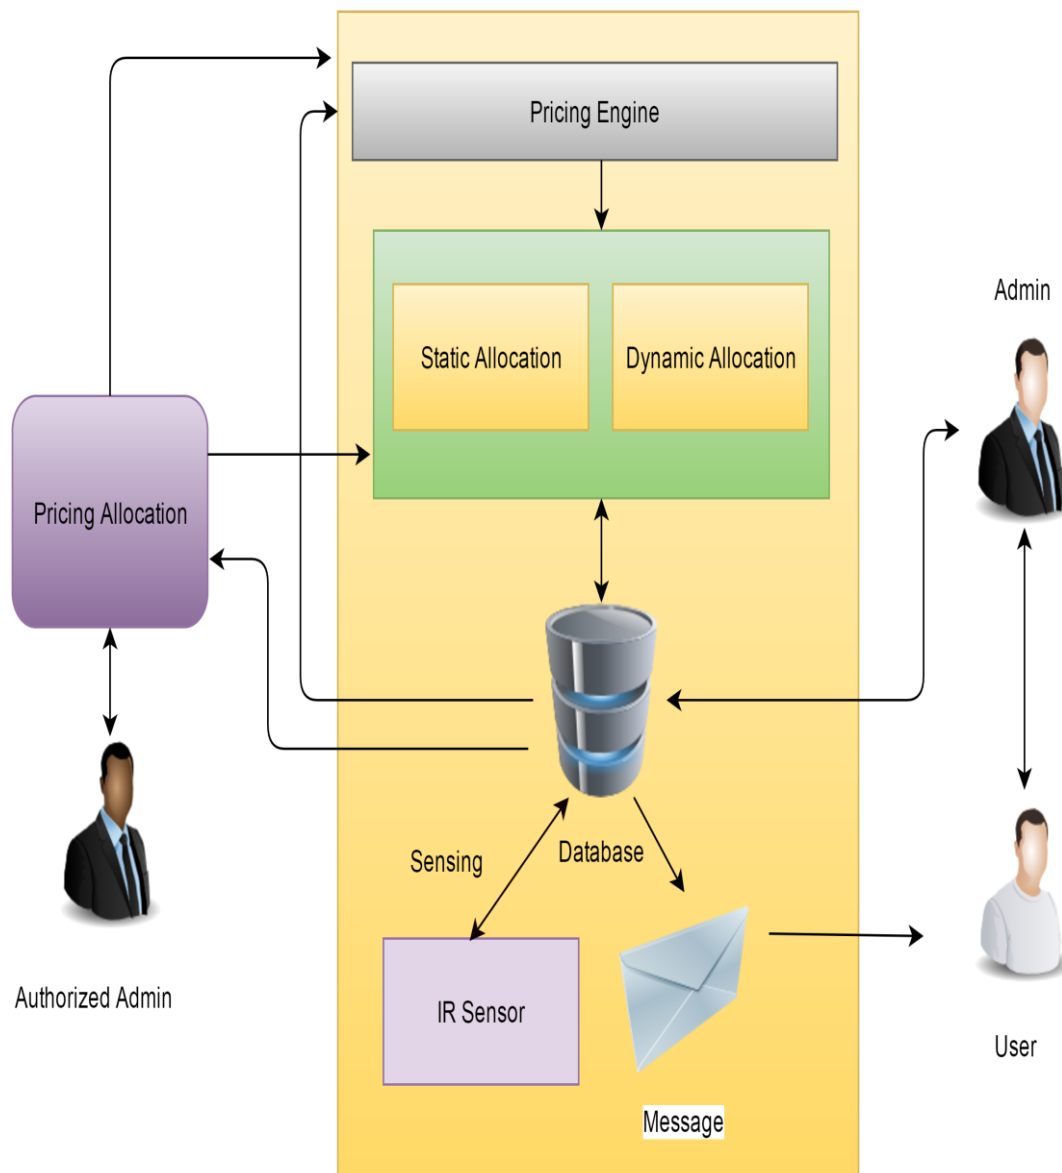 Pricing Engine
Admin
Static Allocation
Dynamic Allocation
Pricing Allocation
Sensing
Database
Authorized Admin
IR Sensor
User
Message